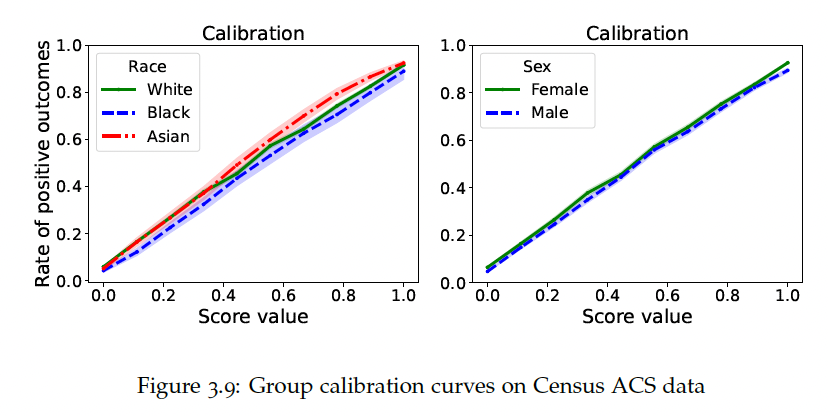 Calibration
Rate of positive outcomes
1.0
0.8
0.6
0.4
0.2
0.0
Race
White
Black
Asian
0.0 0.2 0.4 0.6 0.8 1.0
Score value
Calibration
1.0
0.8
0.6
0.4
0.2
0.0
Sex
Female
Male
0.0 0.2 0.4 0.6 0.8 1.0
Score value
Figure 3.9: Group calibration curves on Census ACS data